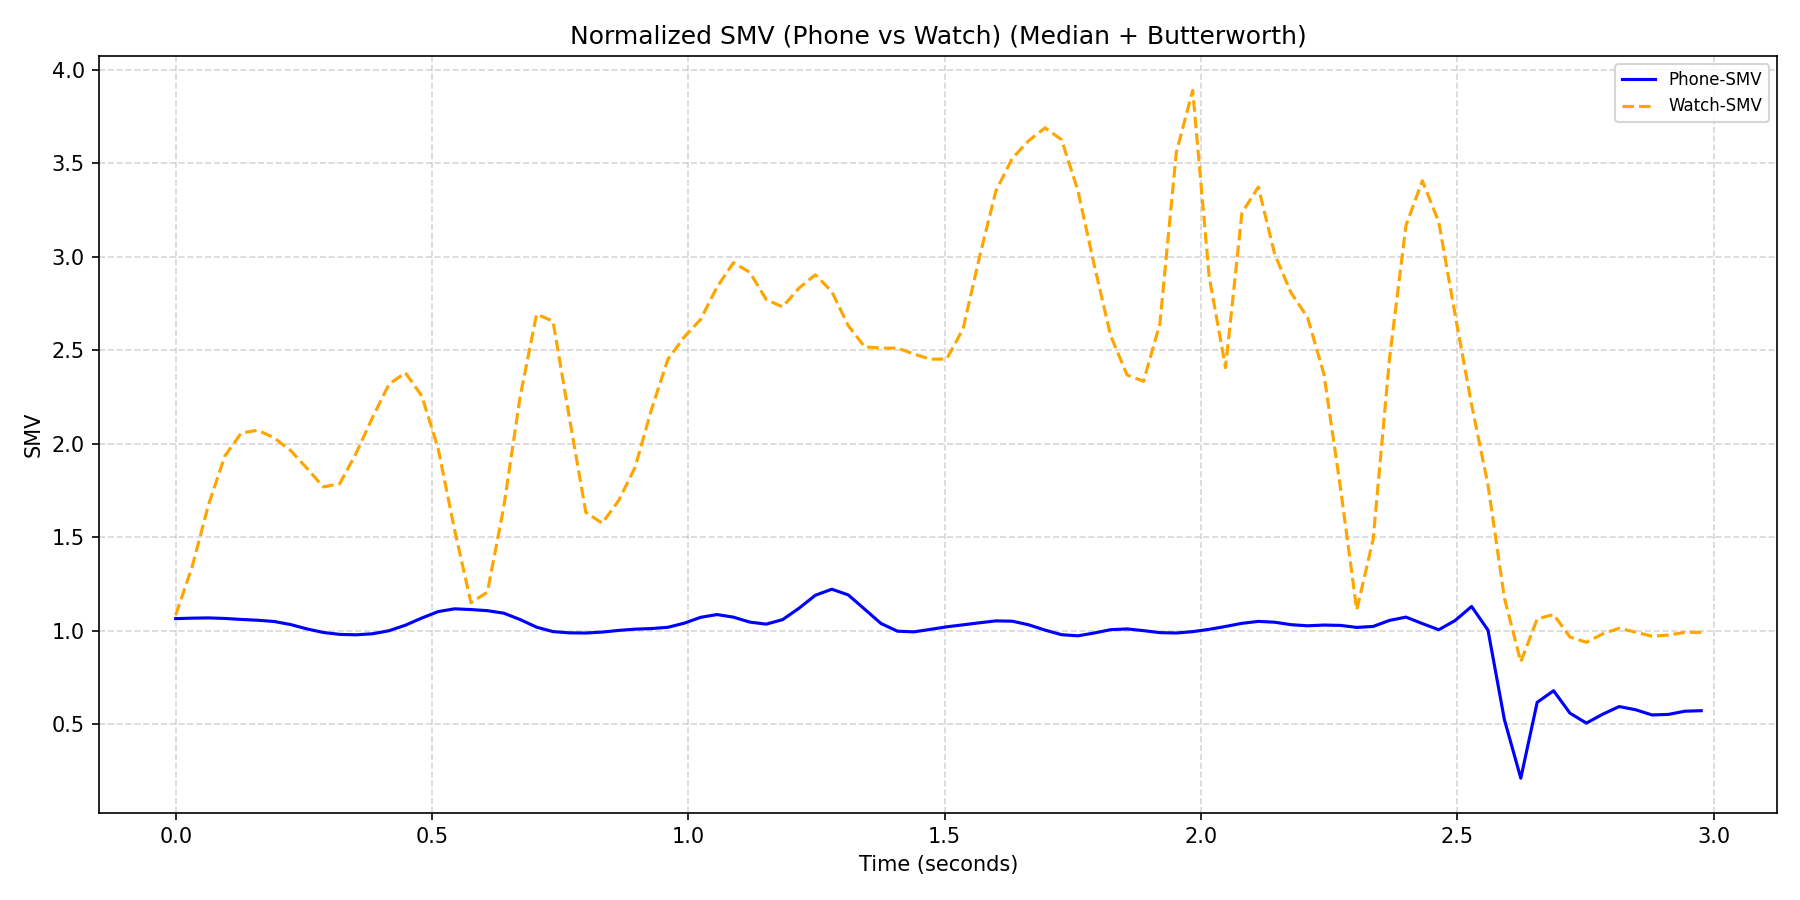 Normalized SMV (Phone vs Watch) (Median + Butterworth)
Phone-SMV
Watch-SMV
4.0
3.5
3.0
2.5
2.0
1.5
1.0
0.5
SMV
0.0 0.5 1.0 1.5 2.0 2.5 3.0
Time (seconds)